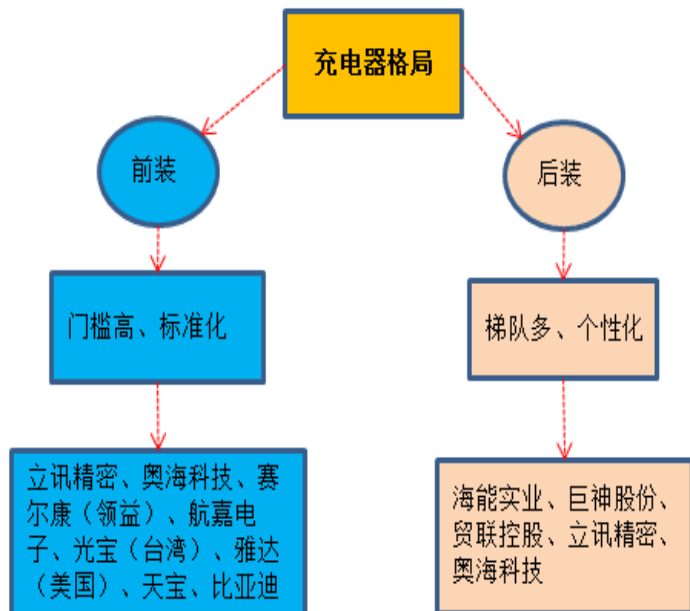 充电器格局
前装
后装
门槛高、标准化
梯队多、个性化
立讯精密、奥海科技、赛
尔康（领益）、航嘉电
子、光宝（台湾）、雅达
（美国）、天宝、比亚迪
海能实业、巨神股份、
贸联控股、立讯精密、
奥海科技